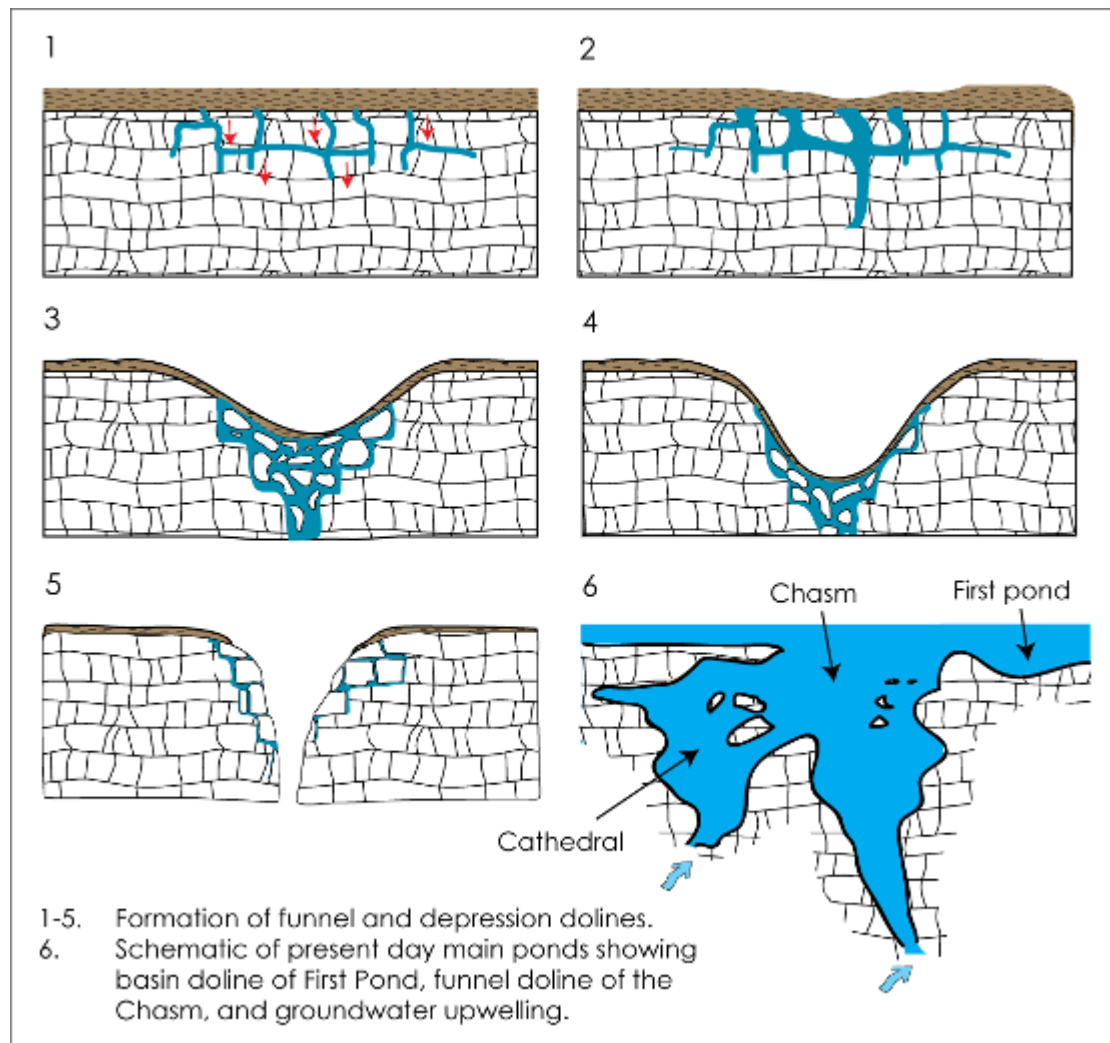 1
2
3
4
5
6
Chasm
First pond
Cathedral
1-5. Formation of funnel and depression dolines.
6. Schematic of present day main ponds showing
basin doline of First Pond, funnel doline of the
Chasm, and groundwater upwelling.